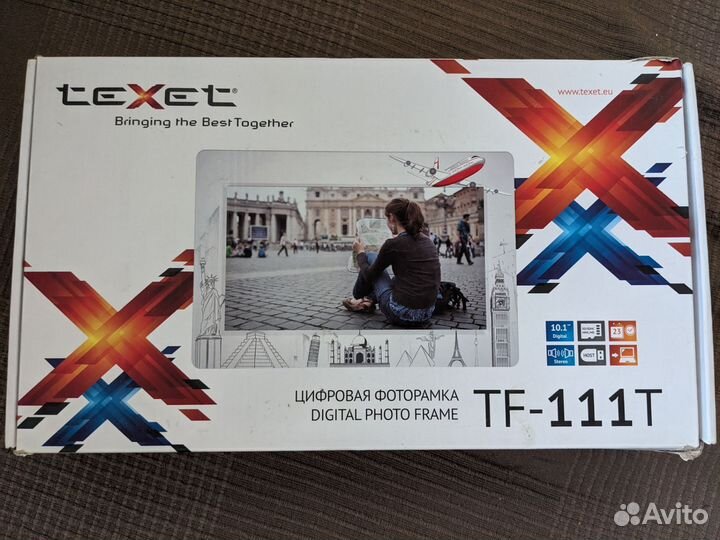 teXet®
Bringing the Best Together
www.texet.eu
10.1"
Digital
23
Stereo
HOST
ЦИФРОВАЯ ФОТОРАМКА
DIGITAL PHOTO FRAME
TF-111T
Avito